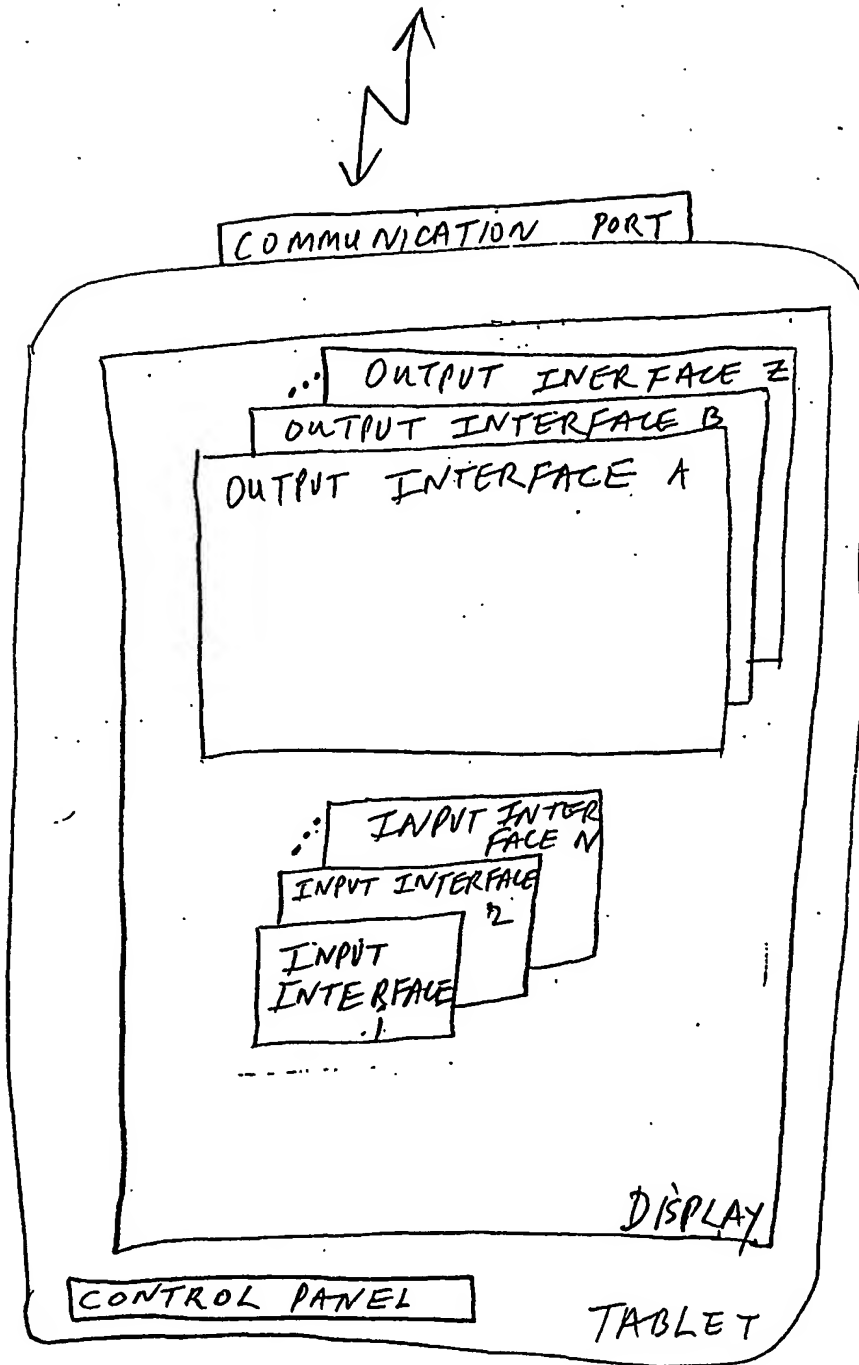 COMMUNICATION PORT
OUTPUT INERFACE Z
OUTPUT INTERFACE B
OUTPUT INTERFACE A
INPUT INTER
FACE N
INPUT INTERFACE
2
INPUT
INTERFACE
1
DISPLAY
CONTROL PANEL
TABLET